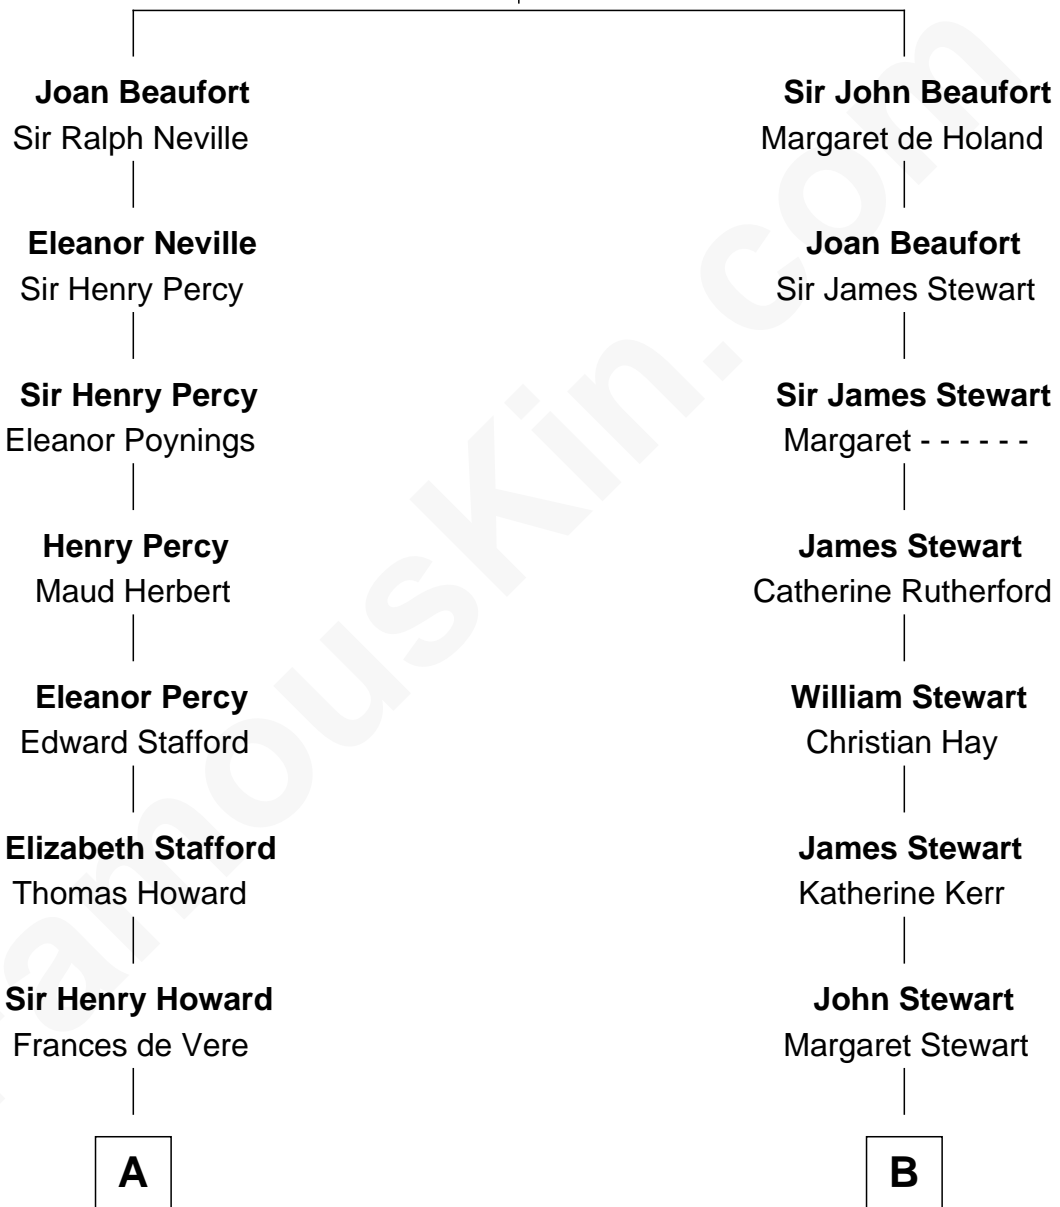 Joan Beaufort
Sir Ralph Neville
Eleanor Neville
Sir Henry Percy
Sir Henry Percy
Eleanor Poynings
Henry Percy
Maud Herbert
Eleanor Percy
Edward Stafford
Elizabeth Stafford
Thomas Howard
Sir Henry Howard
Frances de Vere
A
Sir John Beaufort
Margaret de Holand
Joan Beaufort
Sir James Stewart
Sir James Stewart
Margaret - - - - - -
James Stewart
Catherine Rutherford
William Stewart
Christian Hay
James Stewart
Katherine Kerr
John Stewart
Margaret Stewart
B
FamousKin.com